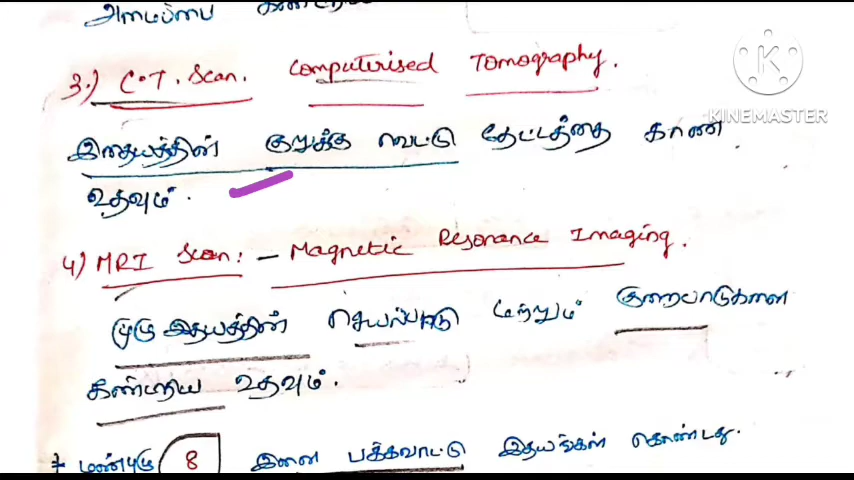 அமைப்பை
3.) C.T. Scan. Computerised Tomography.
KINEMASTER
இதயத்தின் குறுக்கு வெட்டு தோட்டத்தை காண
உதவும்.
4) MRI Scan: - Magnetic Resonance Imaging.
முழு இதயத்தின் செயல்பாடு மற்றும் குறைபாடுகளை
கண்டறிய உதவும்.
* மண்புழு 8 இணை பக்கவாட்டு இதயங்கள் கொண்டது.